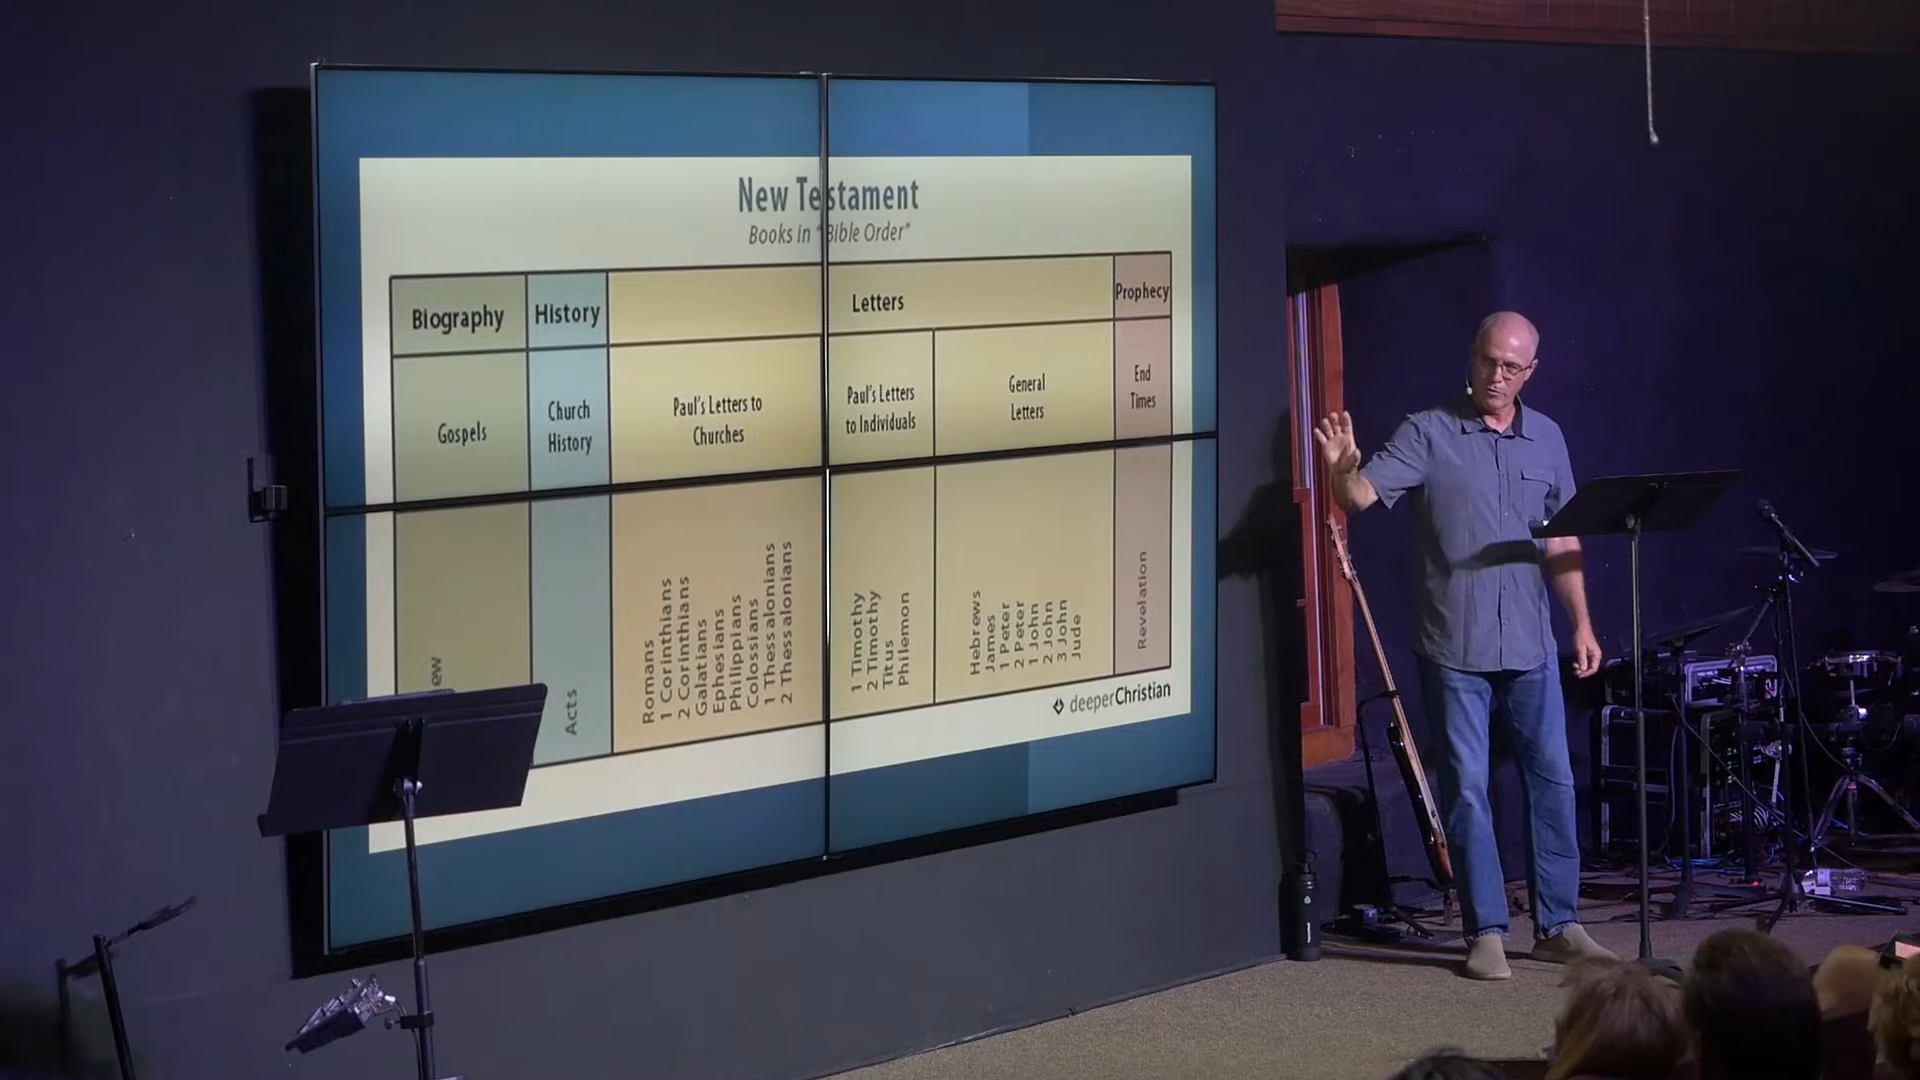 New Testament
Books in "Bible Order"
Biography
History
Letters
Prophecy
Gospels
Church
History
Paul's Letters to
Churches
Paul's Letters
to Individuals
General
Letters
End
Times
ew
Acts
Romans
1 Corinthians
2 Corinthians
Galatians
Ephesians
Philippians
Colossians
1 Thessalonians
2 Thessalonians
1 Timothy
2 Timothy
Titus
Philemon
Hebrews
James
1 Peter
2 Peter
1 John
2 John
3 John
Jude
Revelation
deeperChristian